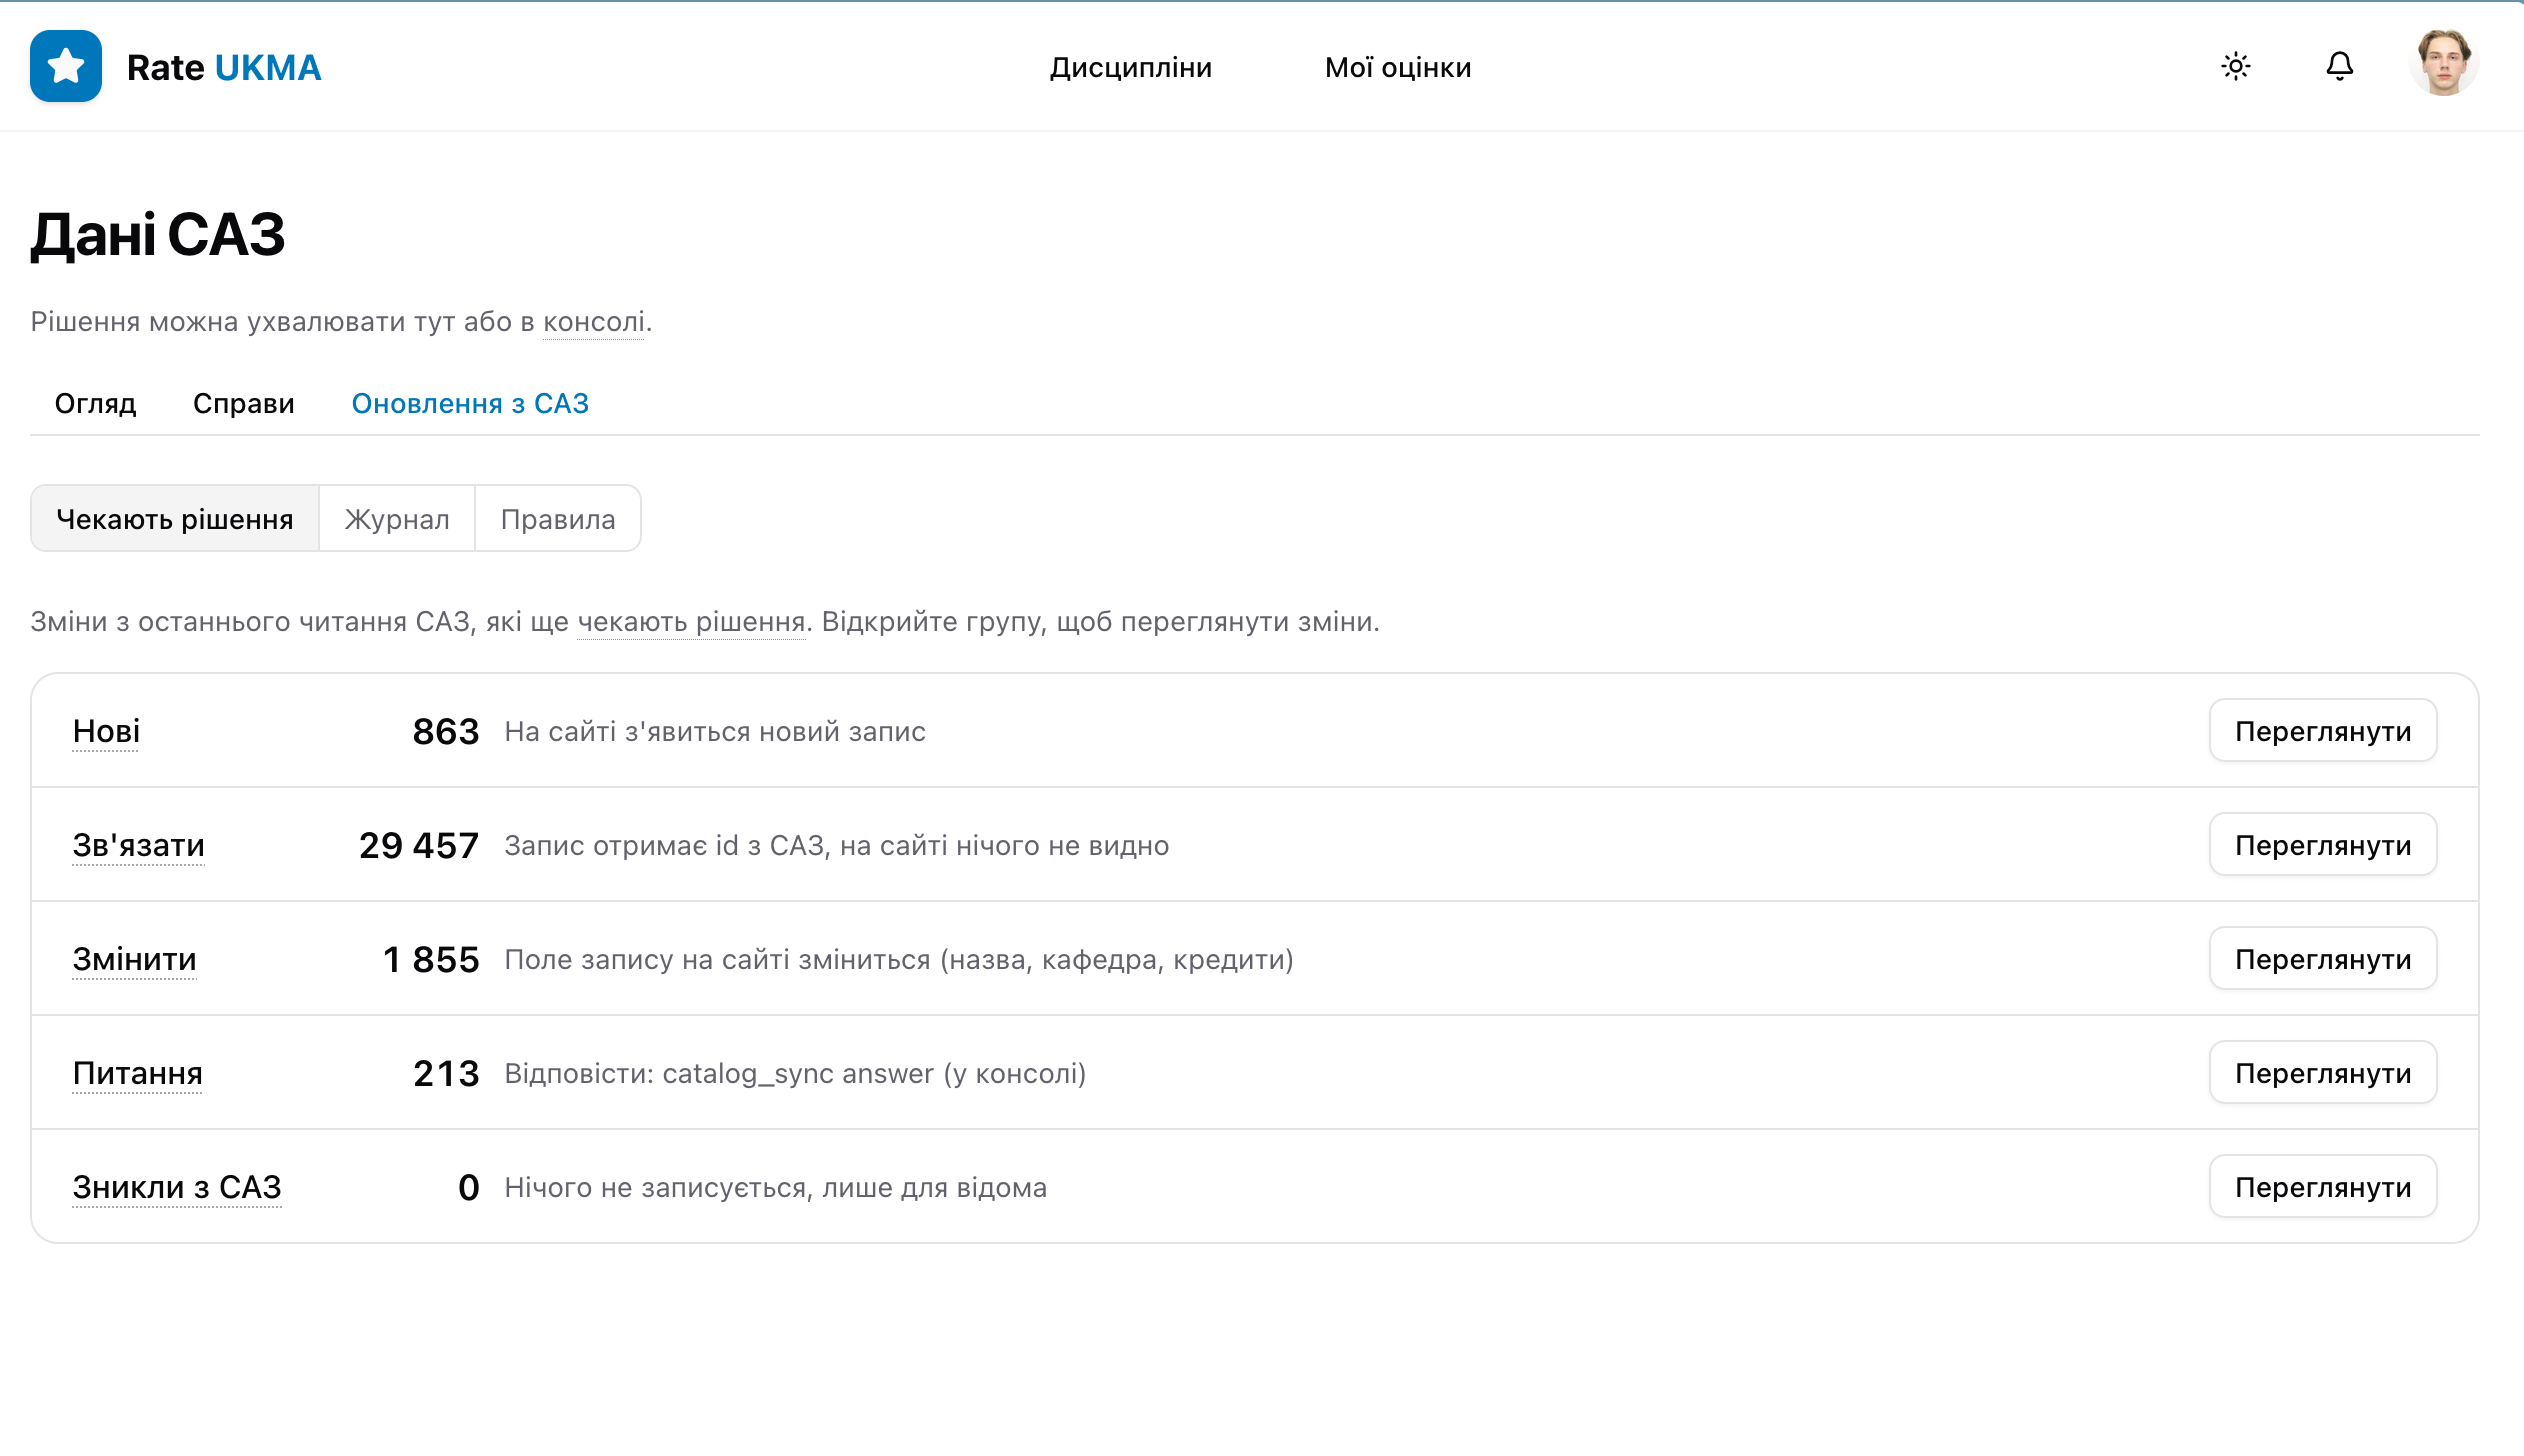 Rate UKMA
Дисципліни
Мої оцінки
Дані САЗ
Рішення можна ухвалювати тут або в консолі.
Огляд
Справи
Оновлення з САЗ
Чекають рішення
Журнал
Правила
Зміни з останнього читання САЗ, які ще чекають рішення. Відкрийте групу, щоб переглянути зміни.
Нові 863 На сайті з'явиться новий запис Переглянути
Зв'язати 29 457 Запис отримає id з САЗ, на сайті нічого не видно Переглянути
Змінити 1 855 Поле запису на сайті зміниться (назва, кафедра, кредити) Переглянути
Питання 213 Відповісти: catalog_sync answer (у консолі) Переглянути
Зникли з САЗ 0 Нічого не записується, лише для відома Переглянути